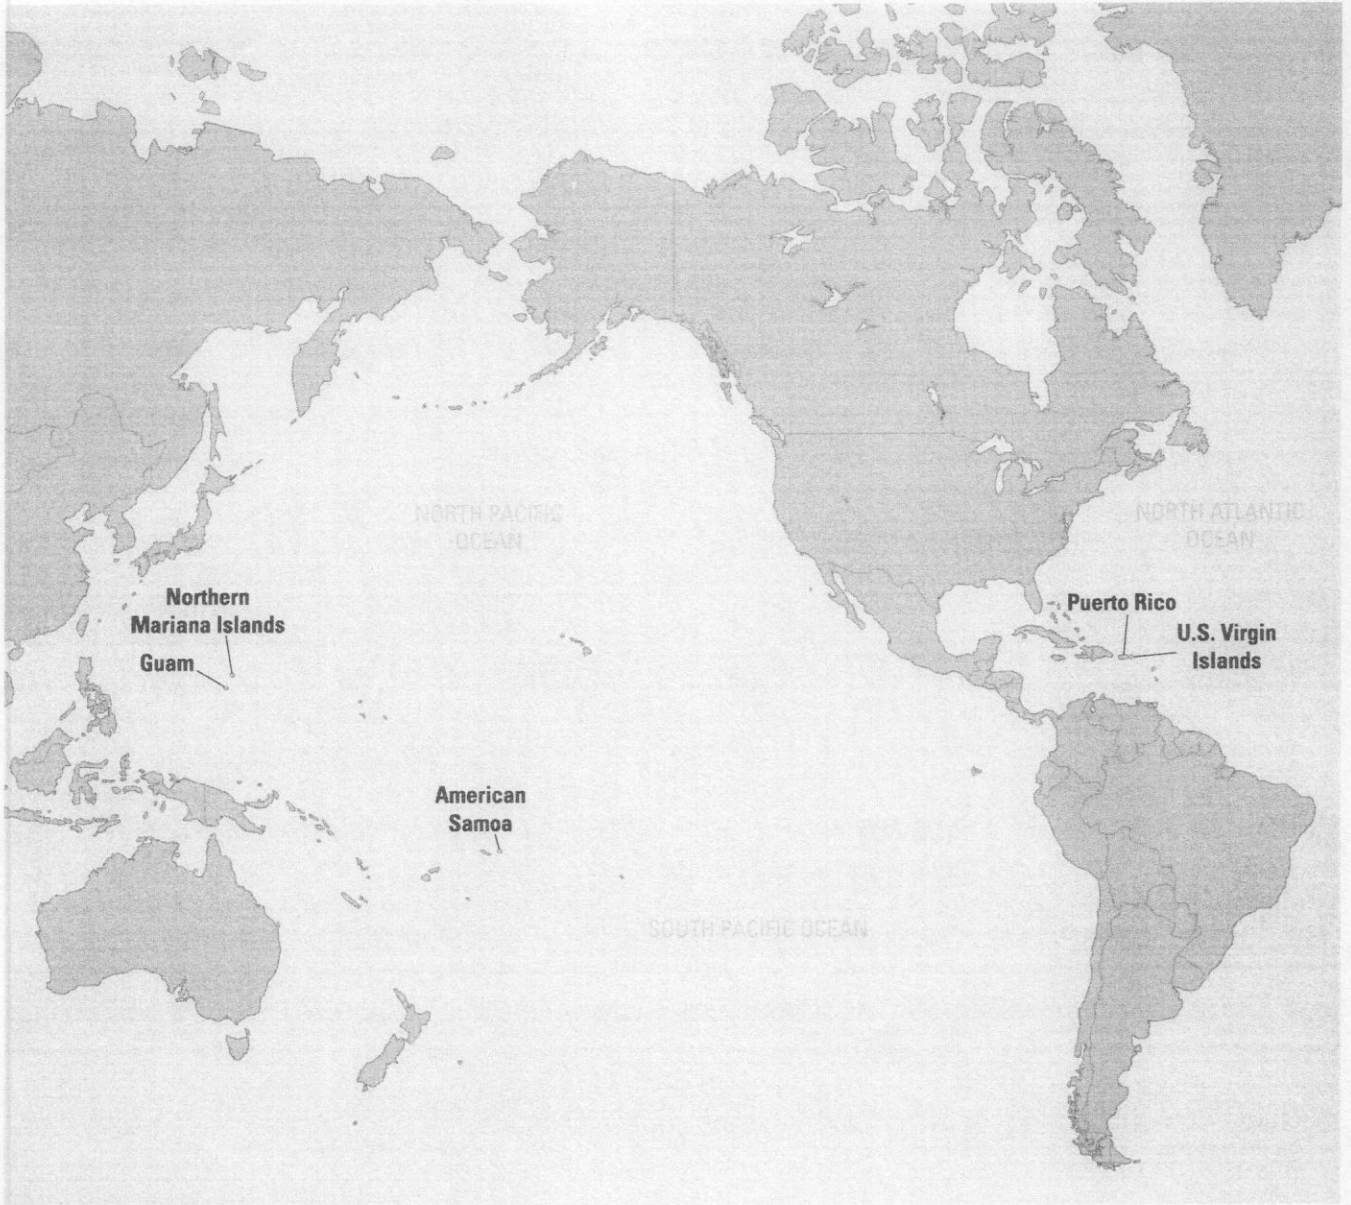 NORTH PACIFIC
OCEAN
NORTH ATLANTIC
OCEAN
Northern
Mariana Islands
Guam
Puerto Rico
U.S. Virgin
Islands
American
Samoa
SOUTH PACIFIC OCEAN